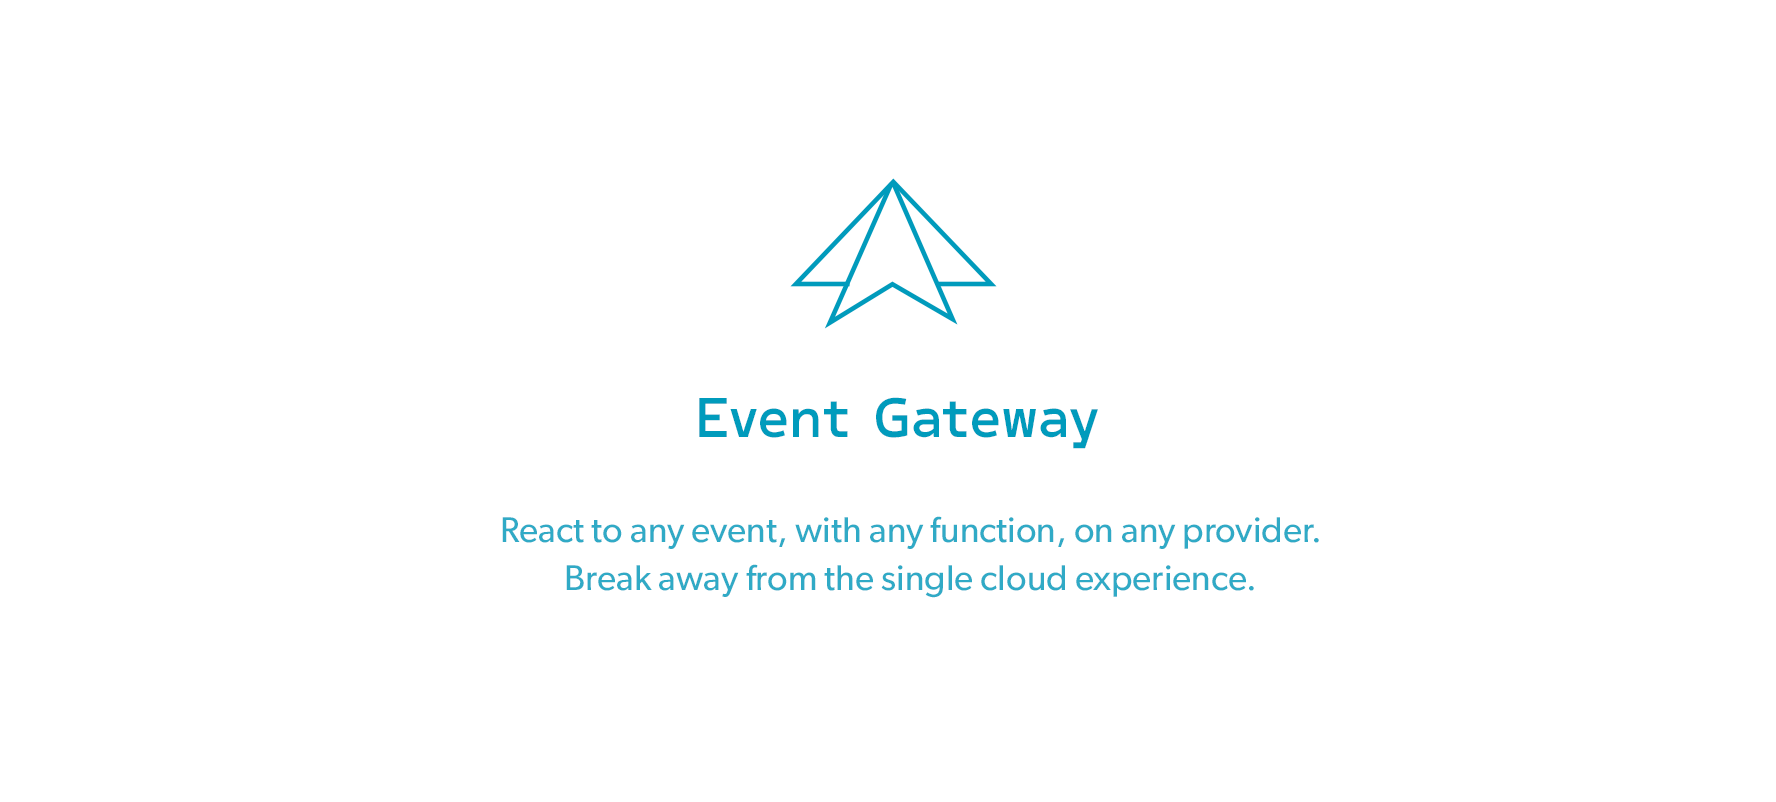 Event Gateway
React to any event, with any function, on any provider.
Break away from the single cloud experience.